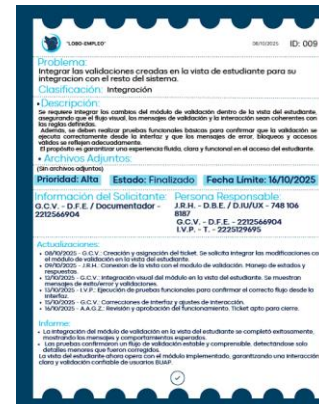 "LOBO-EMPLEO"
08/10/2025 ID: 009
Problema:
Integrar las validaciones creadas en la vista de estudiante para su
integracion con el resto del sistema.
Clasificación: Integración
• Descripción:
Se requiere integrar los cambios del módulo de validación dentro de la vista del estudiante,
asegurando que el flujo visual, los mensajes de validación y la interacción sean coherentes con
las reglas definidas.
Además, se deben realizar pruebas funcionales básicas para confirmar que la validación se
ejecuta correctamente desde la interfaz y que los mensajes de error, bloqueos y accesos
válidos se reflejen adecuadamente.
El propósito es garantizar una experiencia fluida, clara y funcional en el acceso del estudiante.
• Archivos Adjuntos:
(Sin archivos adjuntos)
Prioridad: Alta Estado: Finalizado Fecha Límite: 16/10/2025
Información del Solicitante:
G.C.V. - D.F.E. / Documentador -
2212566904
Persona Responsable:
J.R.H. - D.B.E. / D.IU/UX - 748 106
8187
G.C.V. - D.F.E. - 2212566904
I.V.P. - T. - 2225129695
Actualizaciones:
• 08/10/2025 - G.C.V.: Creación y asignación del ticket. Se solicita integrar las modificaciones con
el módulo de validación en la vista del estudiante.
• 09/10/2025 - J.R.H.: Conexion de la vista con el modulo de validación. Manejo de estados y
respuestas.
• 12/10/2025 - G.C.V.: Integración visual del módulo en la vista del estudiante. Se muestran
mensajes de éxito/error y validaciones.
• 13/10/2025 - I.V.P.: Ejecución de pruebas funcionales para confirmar el correcto flujo desde la
interfaz.
• 15/10/2025 - G.C.V.: Correcciones de interfaz y ajustes de interacción.
• 16/10/2025 - A.A.G.Z.: Revisión y aprobación del funcionamiento. Ticket apto para cierre.
Informe:
• La integración del módulo de validación en la vista del estudiante se completó exitosamente,
mostrando los mensajes y comportamientos esperados.
• Las pruebas confirmaron un flujo de validación estable y comprensible, detectándose solo
detalles menores que fueron corregidos.
La vista del estudiante ahora opera con el módulo implementado, garantizando una interacción
clara y validación confiable de usuarios BUAP.